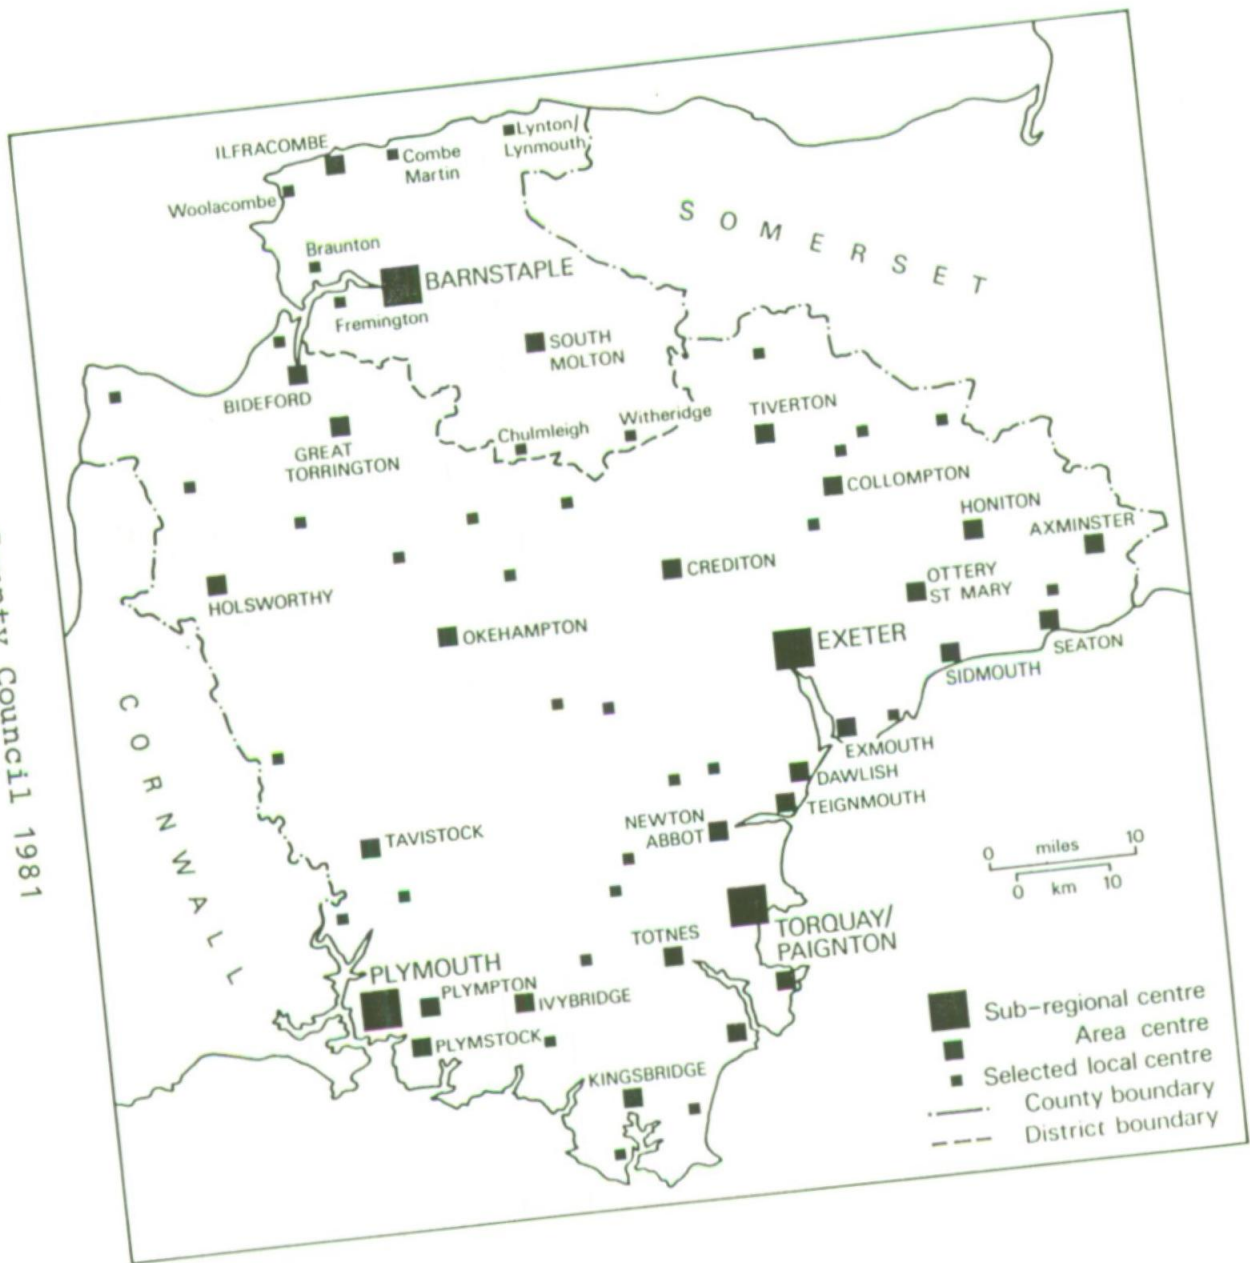 ILFRACOMBE
Combe
Martin
Lynton/
Lynmouth
Woolacombe
Braunton
BARNSTAPLE
Fremington
SOMERSET
SOUTH
MOLTON
BIDEFORD
GREAT
TORRINGTON
Chulmleigh
Witheridge
TIVERTON
COLLOMPTON
HONITON
AXMINSTER
CREDITON
OTTERY
ST MARY
HOLSWORTHY
OKEHAMPTON
EXETER
SEATON
SIDMOUTH
CORNWALL
EXMOUTH
DAWLISH
TEIGNMOUTH
NEWTON
ABBOT
TAVISTOCK
TORQUAY/
PAIGNTON
TOTNES
PLYMOUTH
PLYMPTON
IVYBRIDGE
PLYMSTOCK
KINGSBRIDGE
0 miles 10
0 km 10
Sub-regional centre
Area centre
Selected local centre
County boundary
District boundary
Council 1981